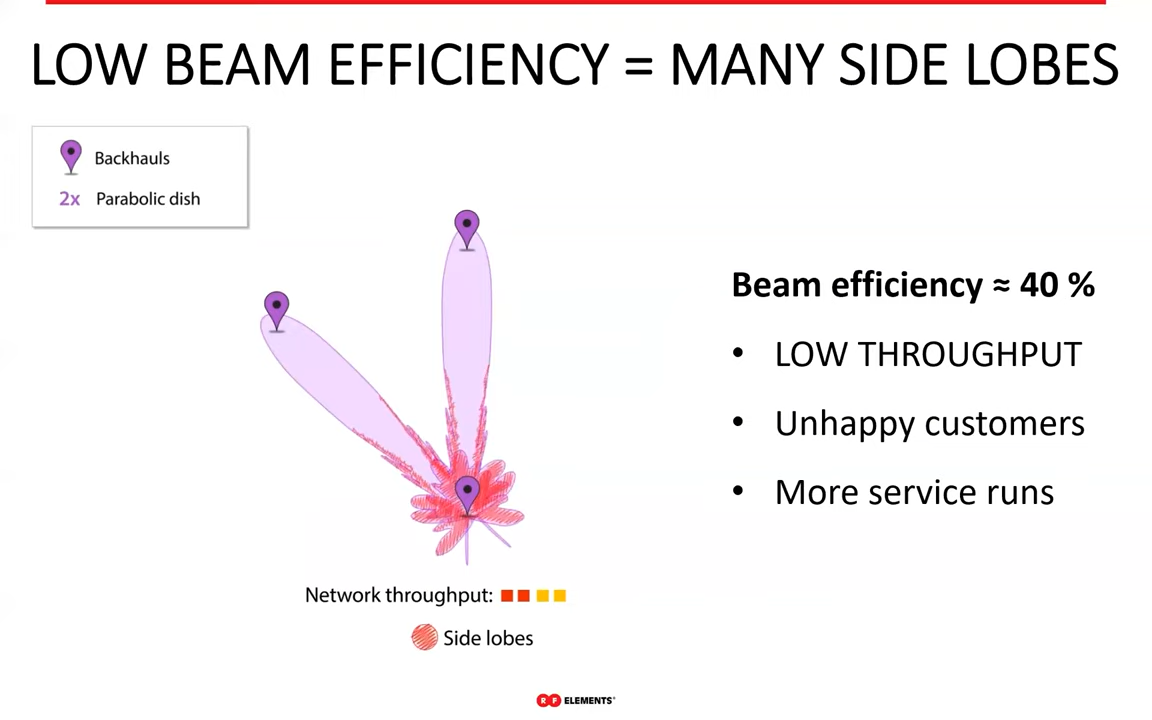 LOW BEAM EFFICIENCY = MANY SIDE LOBES
Backhauls
2x Parabolic dish
Beam efficiency ≈ 40 %
• LOW THROUGHPUT
• Unhappy customers
• More service runs
Network throughput:
Side lobes
RF ELEMENTS